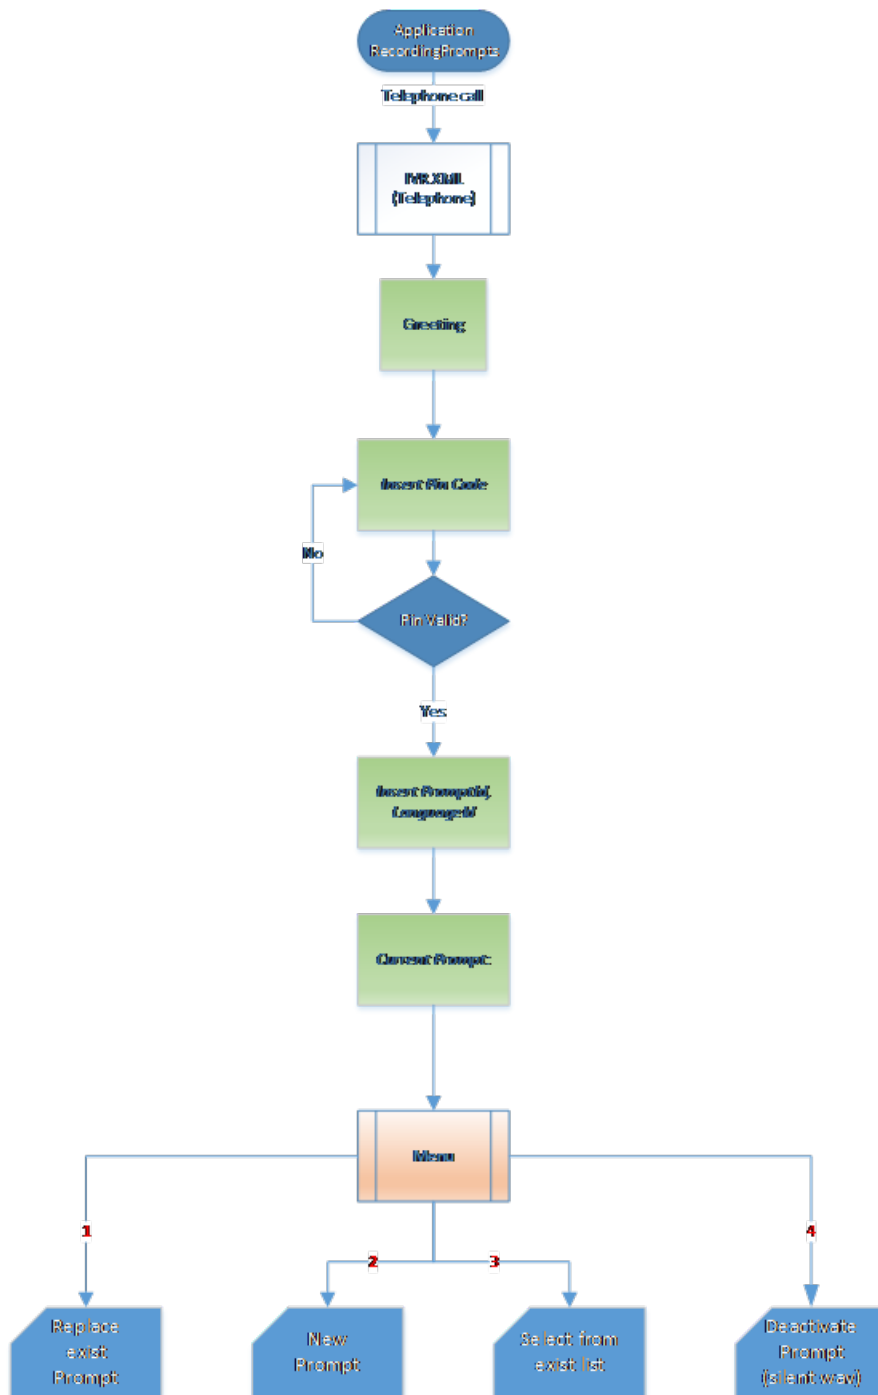 Application
RecordingPrompts
Telephone call
IVR.XML
(Telephone)
Greeting
Insert Pin Code
No
Pin Valid?
Yes
Insert PromptId,
LanguageId
Current Prompt:
Menu
1
4
2
3
Replace
exist
Prompt
New
Prompt
Select from
exist list
Deactivate
Prompt
(silent wav)